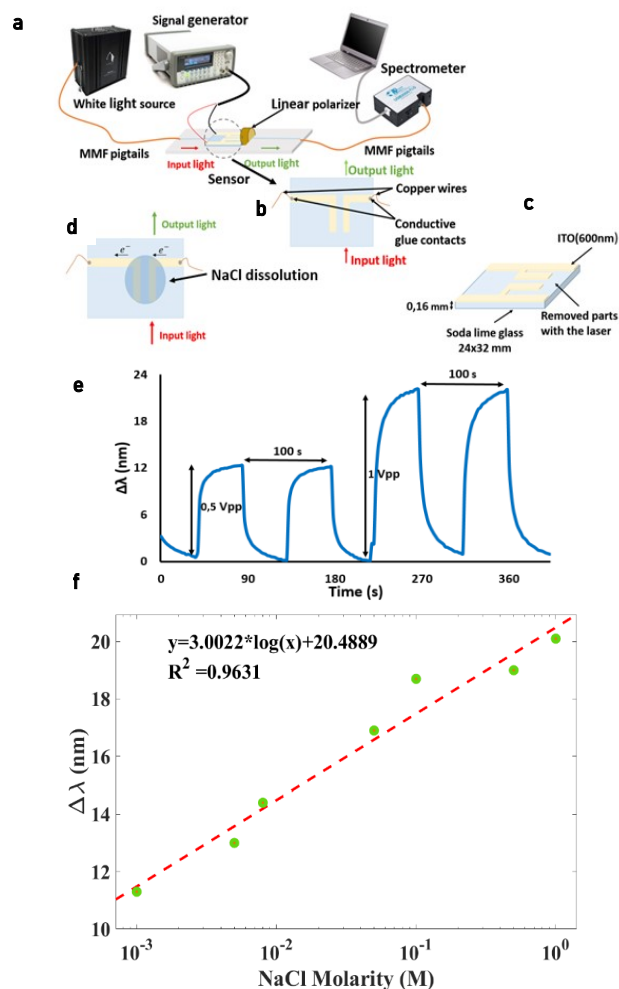 a
Signal generator
White light source
Spectrometer
Linear polarizer
MMF pigtails
Input light
Output light
MMF pigtails
Sensor
b
Output light
Copper wires
Conductive
glue contacts
Input light
c
ITO(600nm)
0,16 mm
Removed parts
with the laser
Soda lime glass
24x32 mm
d
Output light
e⁻
e⁻
NaCl dissolution
Input light
e
24
18
12
6
0
Δλ (nm)
100 s
100 s
0,5 Vpp
1 Vpp
0
90
180
270
360
Time (s)
f
y=3.0022*log(x)+20.4889
R² =0.9631
20
18
16
14
12
10
Δ λ (nm)
10⁻³
10⁻²
10⁻¹
10⁰
NaCl Molarity (M)